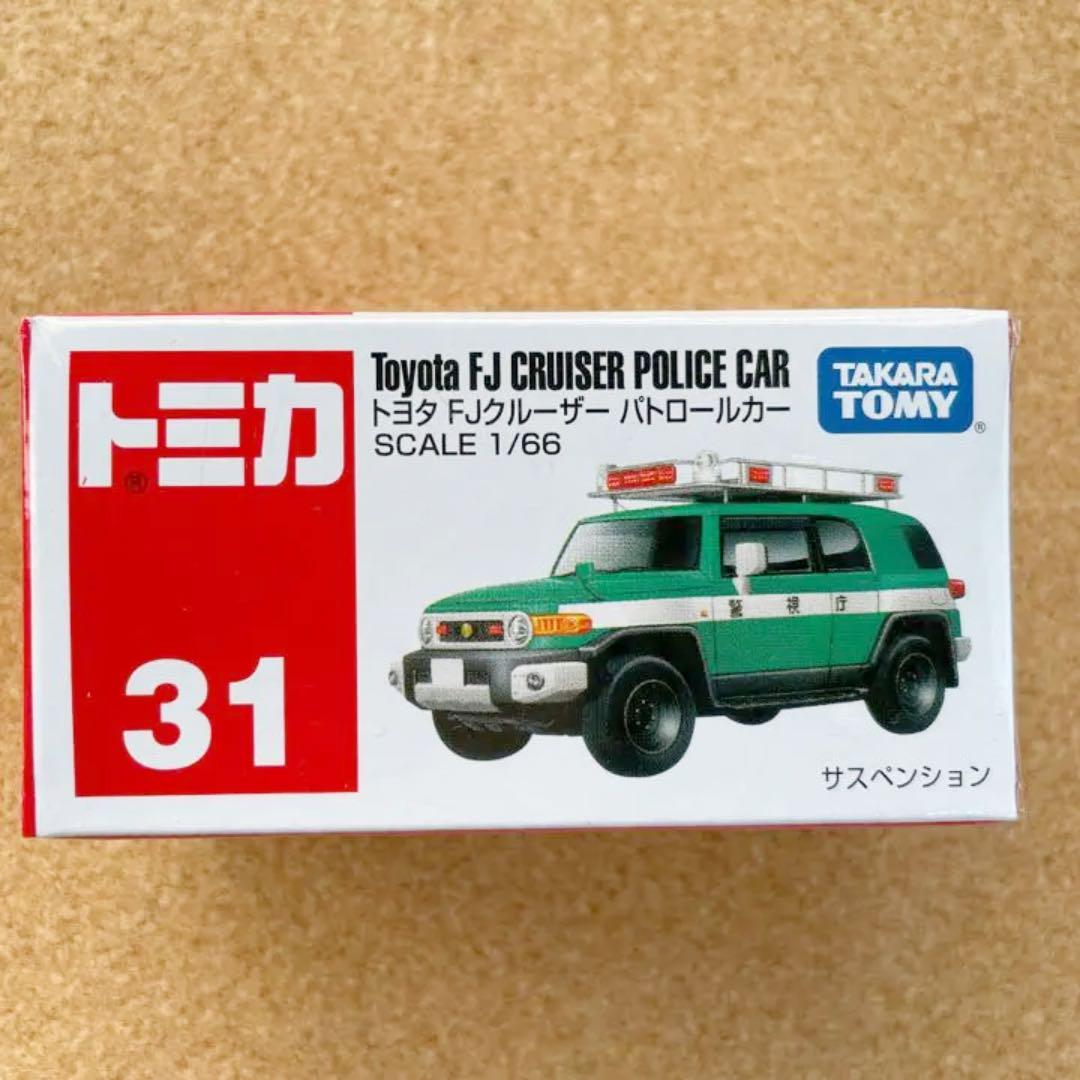 トミカ®
31
Toyota FJ CRUISER POLICE CAR
トヨタ FJクルーザー パトロールカー
SCALE 1/66
TAKARA
TOMY®
警視庁
サスペンション